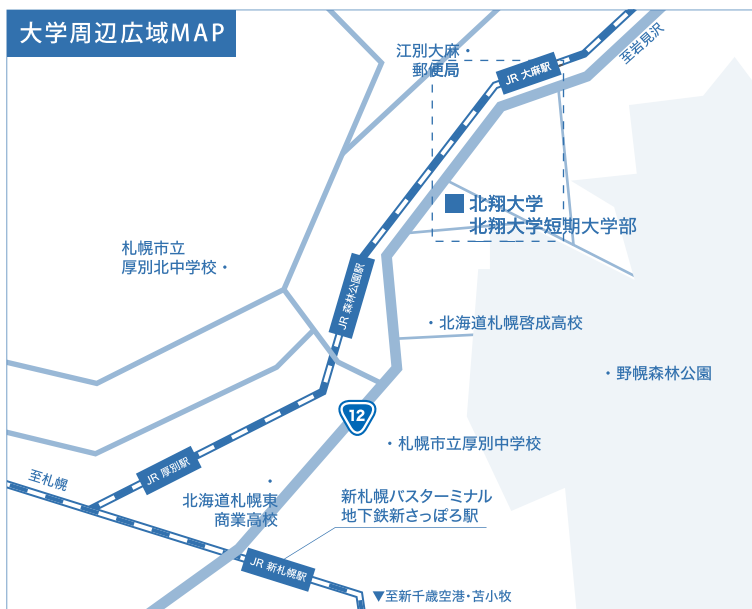 大学周辺広域MAP
江別大麻・
郵便局
JR 大麻駅
至岩見沢
北翔大学
北翔大学短期大学部
札幌市立
厚別北中学校・
JR 森林公園駅
・北海道札幌啓成高校
・野幌森林公園
12
・札幌市立厚別中学校
JR 厚別駅
至札幌
北海道札幌東
商業高校
新札幌バスターミナル
地下鉄新さっぽろ駅
JR 新札幌駅
▼至新千歳空港・苫小牧